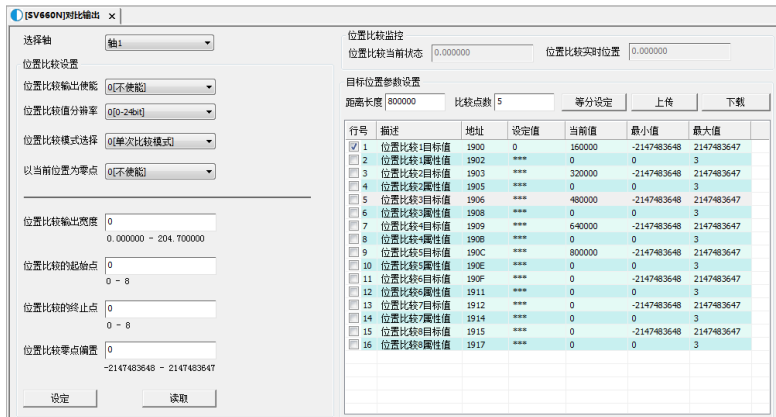 [SV660N]对比输出 x
选择轴 轴1
位置比较设置
位置比较输出使能 0[不使能]
位置比较值分辨率 0[0-24bit]
位置比较模式选择 0[单次比较模式]
以当前位置为零点 0[不使能]
位置比较输出宽度 0
0.000000 - 204.700000
位置比较的起始点 0
0 - 8
位置比较的终止点 0
0 - 8
位置比较零点偏置 0
-2147483648 - 2147483647
设定 读取
位置比较监控
位置比较当前状态 0.000000 位置比较实时位置 0.000000
目标位置参数设置
距离长度 800000 比较点数 5 等分设定 上传 下载
行号 描述 地址 设定值 当前值 最小值 最大值
1 位置比较1目标值 1900 0 160000 -2147483648 2147483647
2 位置比较1属性值 1902 *** 0 0 3
3 位置比较2目标值 1903 *** 320000 -2147483648 2147483647
4 位置比较2属性值 1905 *** 0 0 3
5 位置比较3目标值 1906 *** 480000 -2147483648 2147483647
6 位置比较3属性值 1908 *** 0 0 3
7 位置比较4目标值 1909 *** 640000 -2147483648 2147483647
8 位置比较4属性值 190B *** 0 0 3
9 位置比较5目标值 190C *** 800000 -2147483648 2147483647
10 位置比较5属性值 190E *** 0 0 3
11 位置比较6目标值 190F *** 0 -2147483648 2147483647
12 位置比较6属性值 1911 *** 0 0 3
13 位置比较7目标值 1912 *** 0 -2147483648 2147483647
14 位置比较7属性值 1914 *** 0 0 3
15 位置比较8目标值 1915 *** 0 -2147483648 2147483647
16 位置比较8属性值 1917 *** 0 0 3